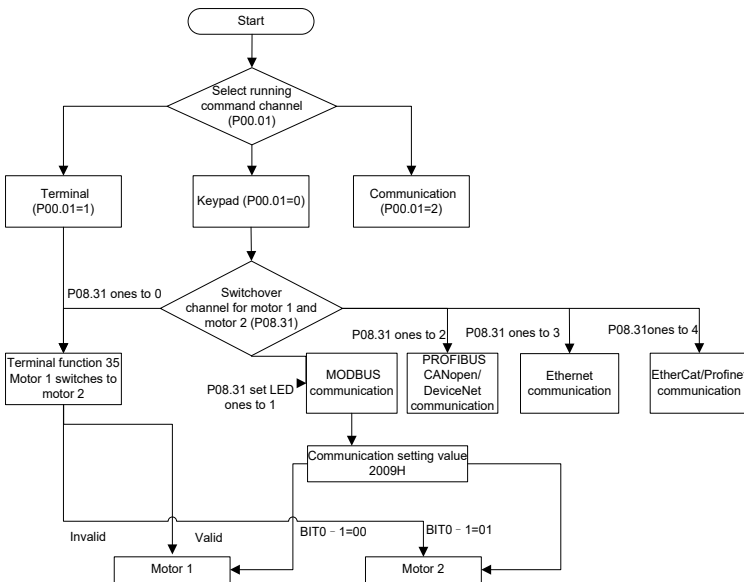 Start
Select running
command channel
(P00.01)
Terminal
(P00.01=1)
Keypad (P00.01=0)
Communication
(P00.01=2)
P08.31 ones to 0
Switchover
channel for motor 1 and
motor 2 (P08.31)
P08.31 ones to 2
P08.31 ones to 3
P08.31ones to 4
Terminal function 35
Motor 1 switches to
motor 2
P08.31 set LED
ones to 1
MODBUS
communication
PROFIBUS
CANopen/
DeviceNet
communication
Ethernet
communication
EtherCat/Profinet
communication
Communication setting value
2009H
Invalid
Valid
BIT0﹣1=00
BIT0﹣1=01
Motor 1
Motor 2